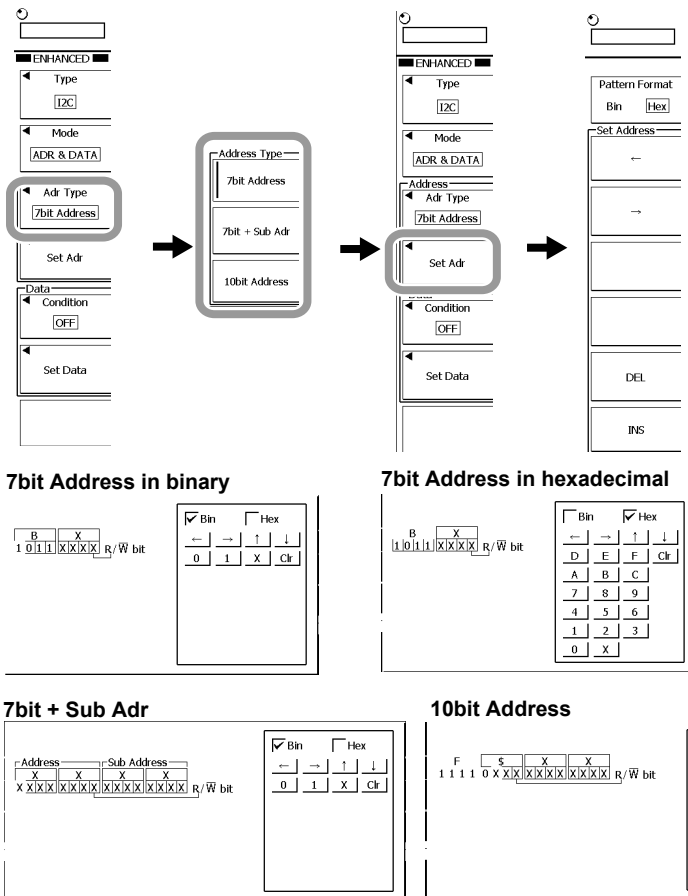 ENHANCED
Type
I2C
Mode
ADR & DATA
Adr Type
7bit Address
Set Adr
Data
Condition
OFF
Set Data
Address Type
7bit Address
7bit + Sub Adr
10bit Address
ENHANCED
Type
I2C
Mode
ADR & DATA
Address
Adr Type
7bit Address
Set Adr
Condition
OFF
Set Data
Pattern Format
Bin Hex
Set Address
←
→
DEL
INS
7bit Address in binary
B X
1 0 1 1 X X X X R/W̅ bit
Bin Hex
← → ↑ ↓
0 1 X Clr
7bit Address in hexadecimal
B X
1 0 1 1 X X X X R/W̅ bit
Bin Hex
← → ↑ ↓
D E F Clr
A B C
7 8 9
4 5 6
1 2 3
0 X
7bit + Sub Adr
Address Sub Address
X X X X
X X X X X X X X X X X X X X X X R/W̅ bit
Bin Hex
← → ↑ ↓
0 1 X Clr
10bit Address
F $ X X
1 1 1 1 0 X X X X X X X X X X X R/W̅ bit